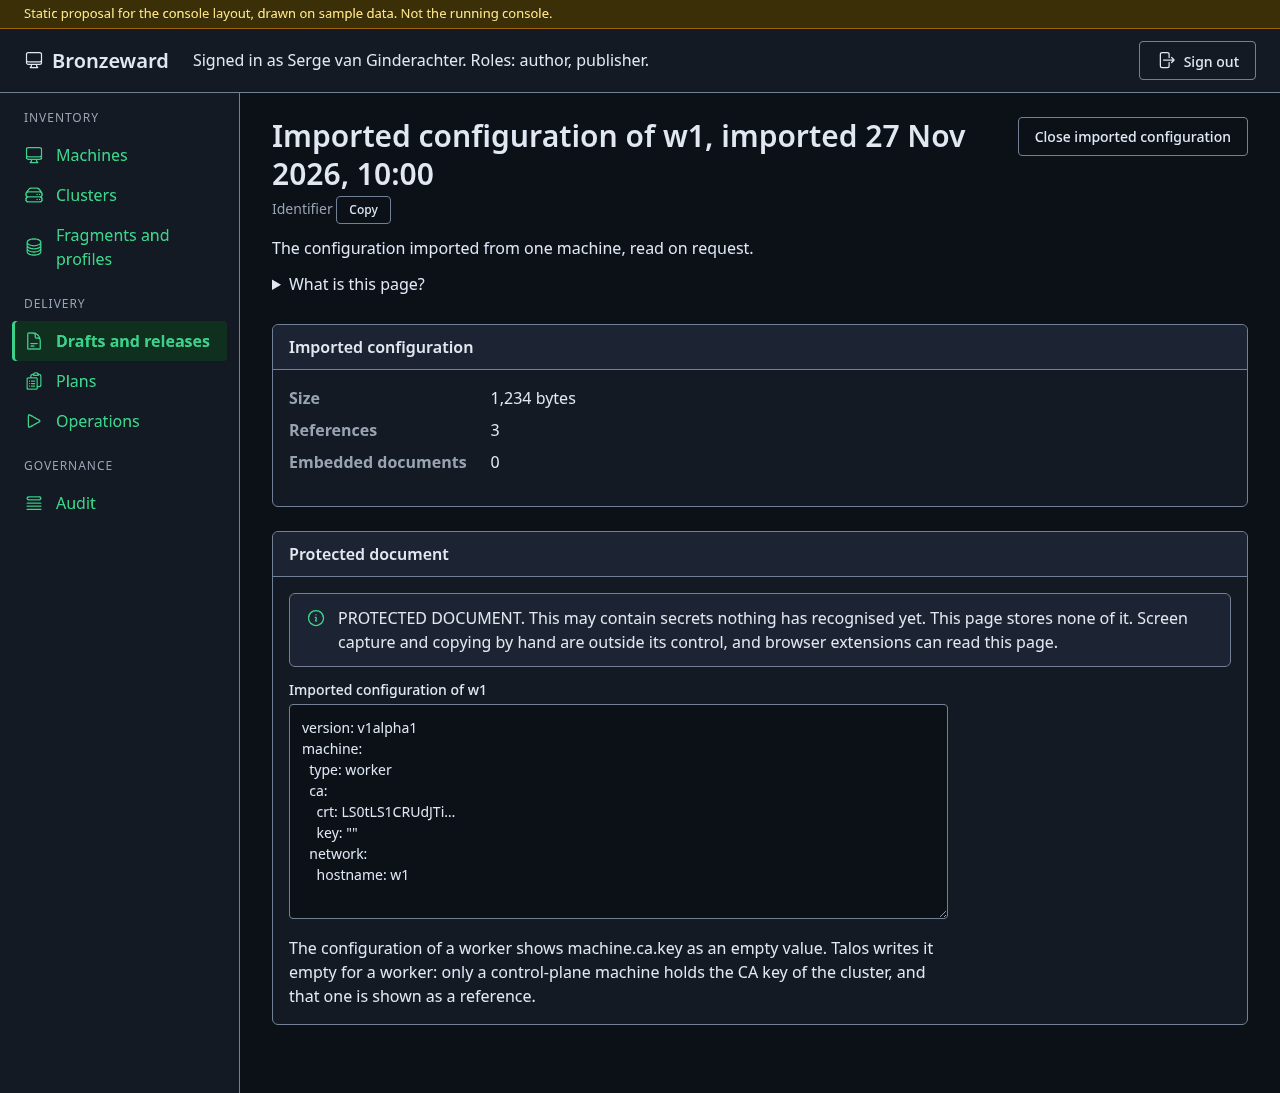 Static proposal for the console layout, drawn on sample data. Not the running console.
Bronzeward
Signed in as Serge van Ginderachter. Roles: author, publisher.
Sign out
INVENTORY
Machines
Clusters
Fragments and
profiles
DELIVERY
Drafts and releases
Plans
Operations
GOVERNANCE
Audit
Imported configuration of w1, imported 27 Nov
2026, 10:00
Close imported configuration
Identifier Copy
The configuration imported from one machine, read on request.
What is this page?
Imported configuration
Size 1,234 bytes
References 3
Embedded documents 0
Protected document
PROTECTED DOCUMENT. This may contain secrets nothing has recognised yet. This page stores none of it. Screen
capture and copying by hand are outside its control, and browser extensions can read this page.
Imported configuration of w1
version: v1alpha1
machine:
  type: worker
  ca:
    crt: LS0tLS1CRUdJTi...
    key: ""
  network:
    hostname: w1
The configuration of a worker shows machine.ca.key as an empty value. Talos writes it
empty for a worker: only a control-plane machine holds the CA key of the cluster, and
that one is shown as a reference.